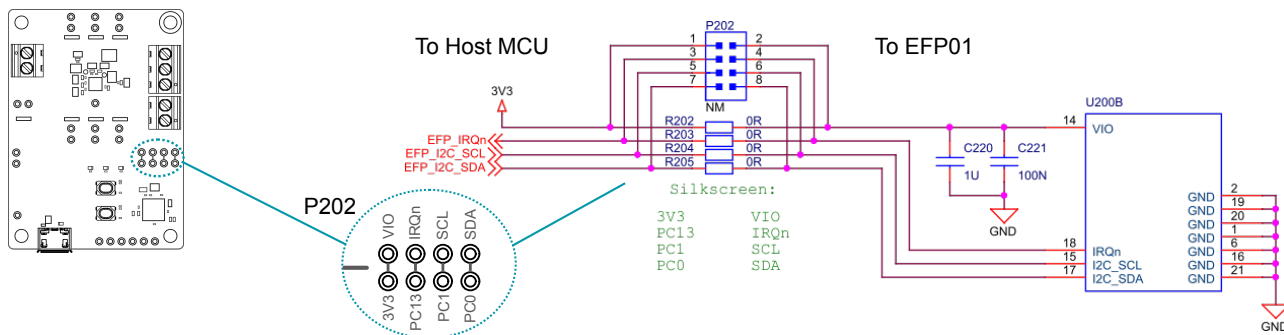 To Host MCU
P202
To EFP01
1 2
3 4
5 6
7 8
NM
3V3
R202 0R
R203 0R
R204 0R
R205 0R
EFP_IRQn
EFP_I2C_SCL
EFP_I2C_SDA
Silkscreen:
3V3 VIO
PC13 IRQn
PC1 SCL
PC0 SDA
C220
1U
C221
100N
GND
U200B
14 VIO
18 IRQn
15 I2C_SCL
17 I2C_SDA
GND 2
GND 19
GND 20
GND 1
GND 6
GND 16
GND 21
GND
P202
VIO IRQn SCL SDA
3V3 PC13 PC1 PC0